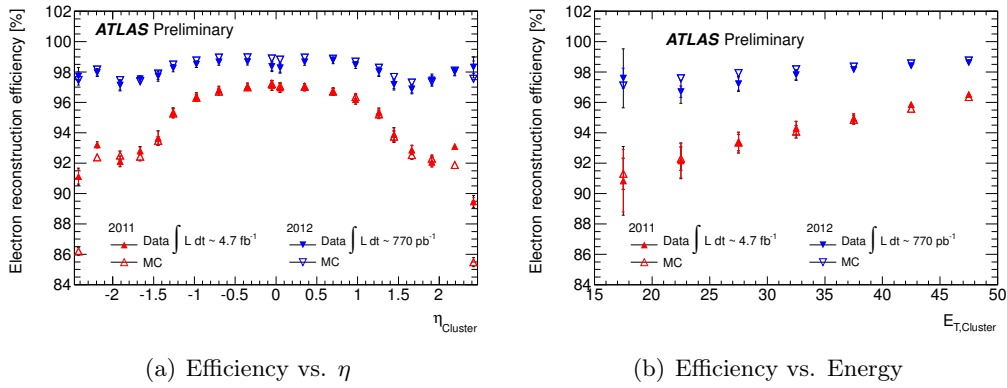 Electron reconstruction efficiency [%]
102
100
98
96
94
92
90
88
86
84
ATLAS Preliminary
2011
Data ∫ L dt ~ 4.7 fb⁻¹
MC
2012
Data ∫ L dt ~ 770 pb⁻¹
MC
-2 -1.5 -1 -0.5 0 0.5 1 1.5 2
η Cluster
(a) Efficiency vs. η
Electron reconstruction efficiency [%]
102
100
98
96
94
92
90
88
86
84
ATLAS Preliminary
2011
Data ∫ L dt ~ 4.7 fb⁻¹
MC
2012
Data ∫ L dt ~ 770 pb⁻¹
MC
15 20 25 30 35 40 45 50
E T,Cluster
(b) Efficiency vs. Energy